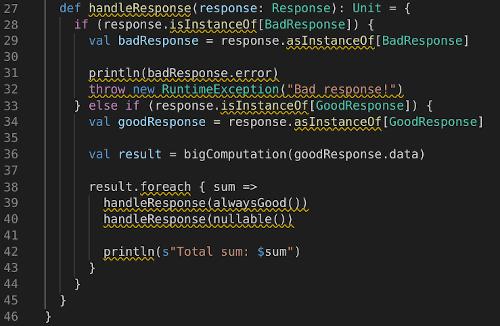 27 def handleResponse(response: Response): Unit = {
28 if (response.isInstanceOf[BadResponse]) {
29 val badResponse = response.asInstanceOf[BadResponse]
30
31 println(badResponse.error)
32 throw new RuntimeException("Bad response!")
33 } else if (response.isInstanceOf[GoodResponse]) {
34 val goodResponse = response.asInstanceOf[GoodResponse]
35
36 val result = bigComputation(goodResponse.data)
37
38 result.foreach { sum =>
39 handleResponse(alwaysGood())
40 handleResponse(nullable())
41
42 println(s"Total sum: $sum")
43 }
44 }
45 }
46 }